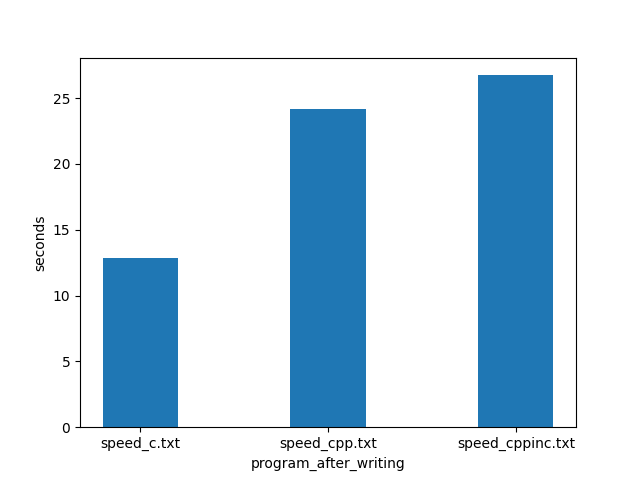 25
20
15
10
5
0
seconds
speed_c.txt
speed_cpp.txt
speed_cppinc.txt
program_after_writing